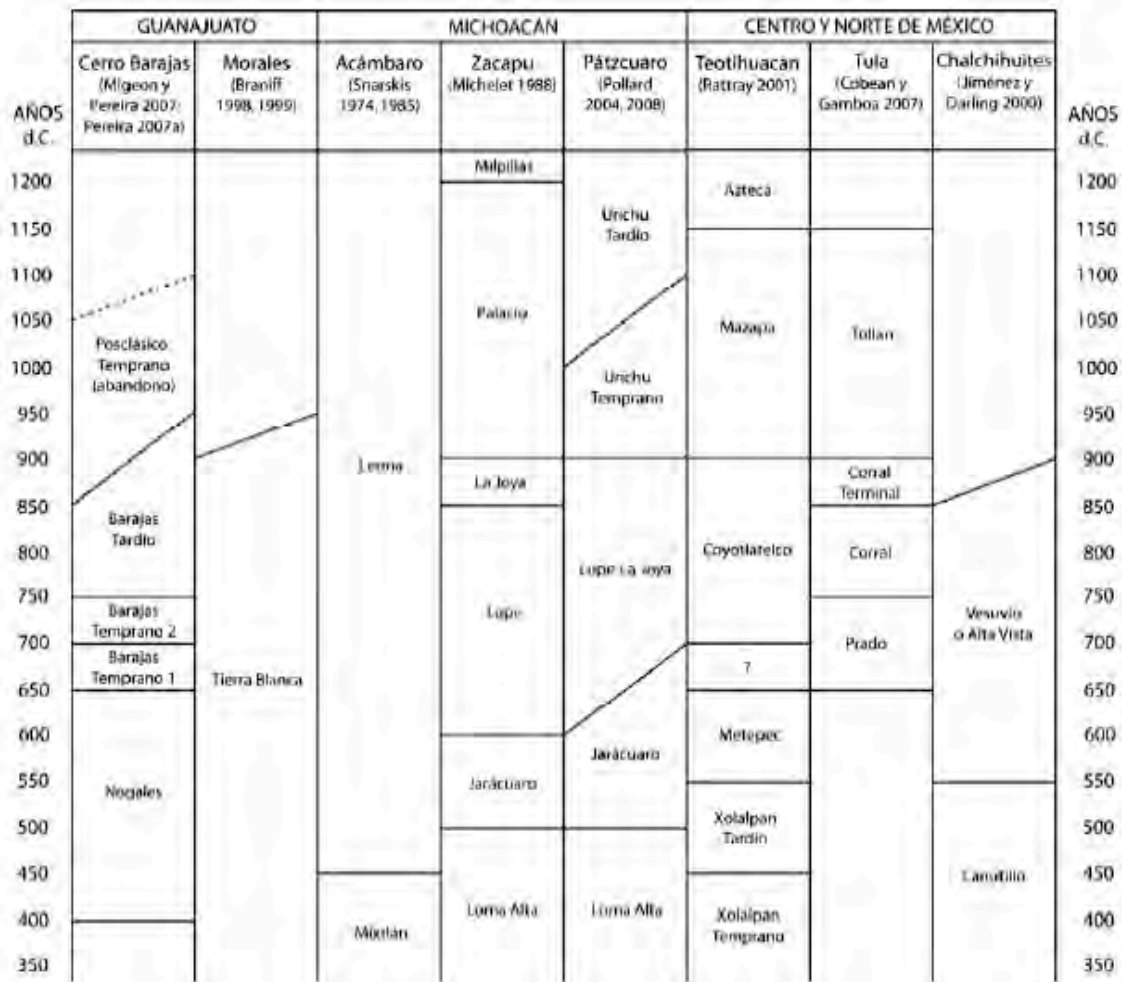 GUANAJUATO
MICHOACÁN
CENTRO Y NORTE DE MÉXICO
AÑOS
d.C.
Cerro Barajas
(Migeon y
Pereira 2007;
Pereira 2007a)
Morales
(Braniff
1998, 1999)
Acámbaro
(Snarskis
1974, 1985)
Zacapu
(Michelet 1988)
Pátzcuaro
(Pollard
2004, 2008)
Teotihuacan
(Rattray 2001)
Tula
(Cobean y
Gamboa 2007)
Chalchihuites
(Jiménez y
Darling 2000)
AÑOS
d.C.
1200
1150
1100
1050
1000
950
900
850
800
750
700
650
600
550
500
450
400
350
Posclásico
Temprano
(abandono)
Barajas
Tardío
Barajas
Temprano 2
Barajas
Temprano 1
Nogales
Tierra Blanca
Lerma
Mixtlán
Milpillas
Palacio
La Joya
Lupe
Jarácuaro
Loma Alta
Urichu
Tardío
Urichu
Temprano
Lupe-La Joya
Jarácuaro
Loma Alta
Azteca
Mazapa
Coyotlatelco
?
Metepec
Xolalpan
Tardío
Xolalpan
Temprano
Tollan
Corral
Terminal
Corral
Prado
Vesuvio
o Alta Vista
Canutillo
1200
1150
1100
1050
1000
950
900
850
800
750
700
650
600
550
500
450
400
350